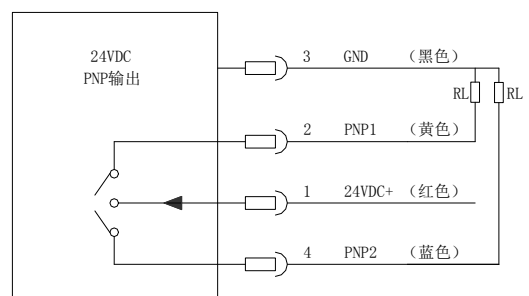 24VDC
PNP输出
3 GND （黑色）
RL RL
2 PNP1 （黄色）
1 24VDC+ （红色）
4 PNP2 （蓝色）